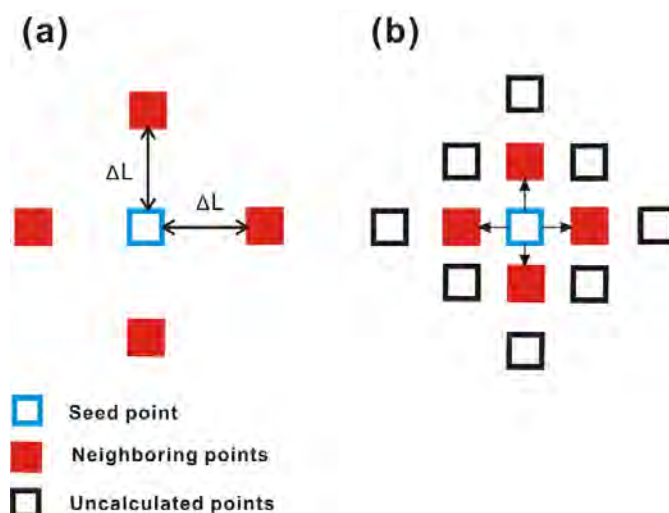 (a)
(b)
ΔL
ΔL
Seed point
Neighboring points
Uncalculated points